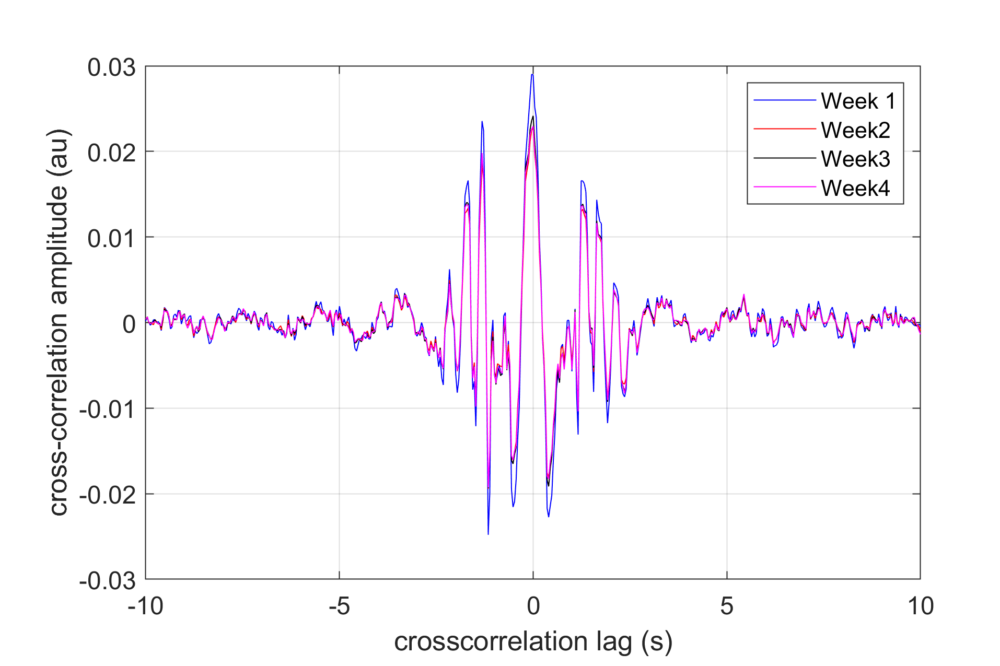 0.03
0.02
0.01
0
-0.01
-0.02
-0.03
-10
-5
0
5
10
cross-correlation amplitude (au)
crosscorrelation lag (s)
Week 1
Week2
Week3
Week4